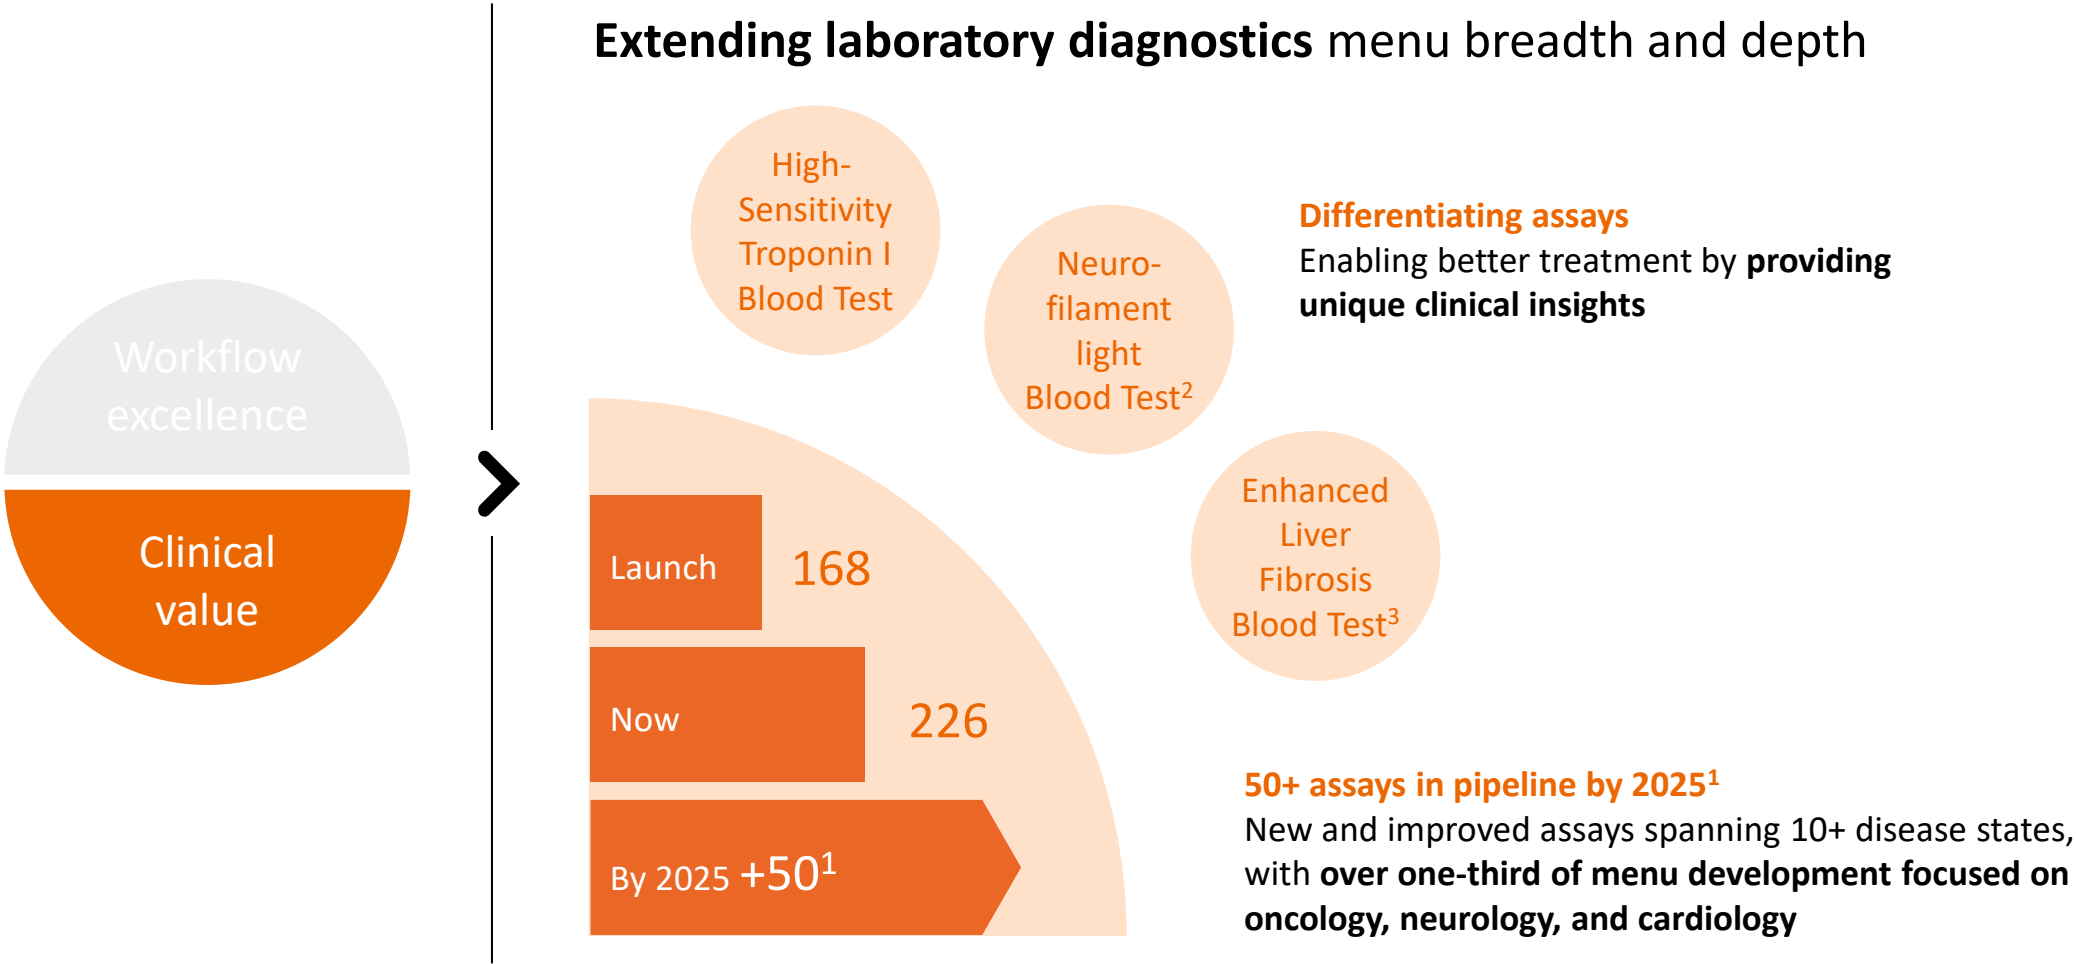 Extending laboratory diagnostics menu breadth and depth
Workflow
excellence
Clinical
value
High-
Sensitivity
Troponin I
Blood Test
Neuro-
filament
light
Blood Test²
Enhanced
Liver
Fibrosis
Blood Test³
Differentiating assays
Enabling better treatment by providing
unique clinical insights
Launch 168
Now 226
By 2025 +50¹
50+ assays in pipeline by 2025¹
New and improved assays spanning 10+ disease states,
with over one-third of menu development focused on
oncology, neurology, and cardiology